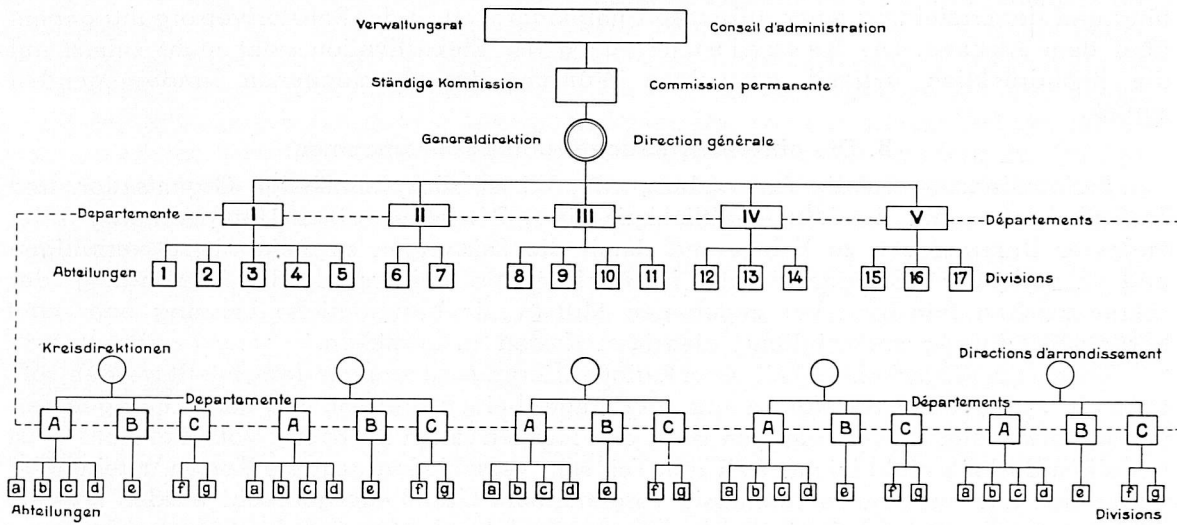 Verwaltungsrat Conseil d'administration
Ständige Kommission Commission permanente
Generaldirektion Direction générale
Departemente I II III IV V Départements
Abteilungen 1 2 3 4 5 6 7 8 9 10 11 12 13 14 15 16 17 Divisions
Kreisdirektionen Directions d'arrondissement
Departemente Départements
A B C A B C A B C A B C A B C
a b c d e f g a b c d e f g a b c d e f g a b c d e f g a b c d e f g
Abteilungen Divisions